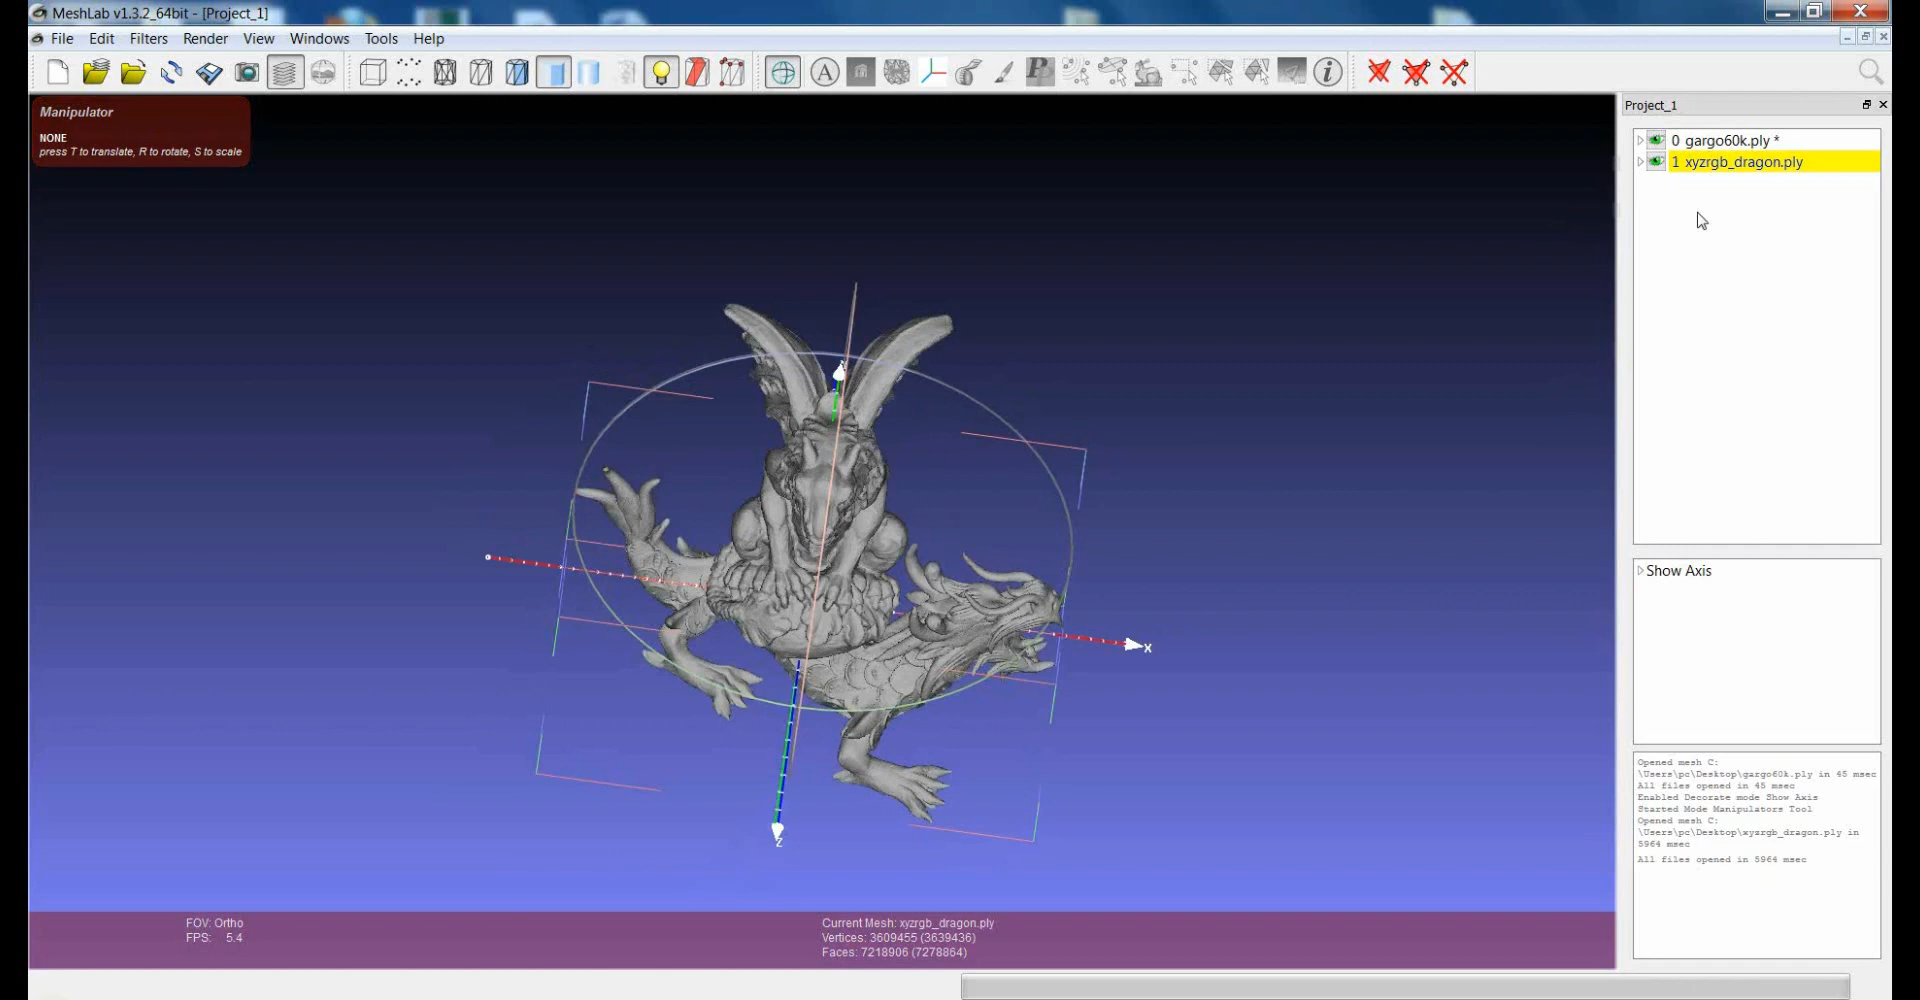 MeshLab v1.3.2_64bit - [Project_1]
File Edit Filters Render View Windows Tools Help
A
i
Manipulator
NONE
press T to translate, R to rotate, S to scale
Project_1
0 gargo60k.ply *
1 xyzrgb_dragon.ply
X
Z
Show Axis
Opened mesh C:
\Users\pc\Desktop\gargo60k.ply in 45 msec
All files opened in 45 msec
Enabled Decorate mode Show Axis
Started Mode Manipulators Tool
Opened mesh C:
\Users\pc\Desktop\xyzrgb_dragon.ply in
5964 msec
All files opened in 5964 msec
FOV: Ortho
FPS: 5.4
Current Mesh: xyzrgb_dragon.ply
Vertices: 3609455 (3639436)
Faces: 7218906 (7278864)